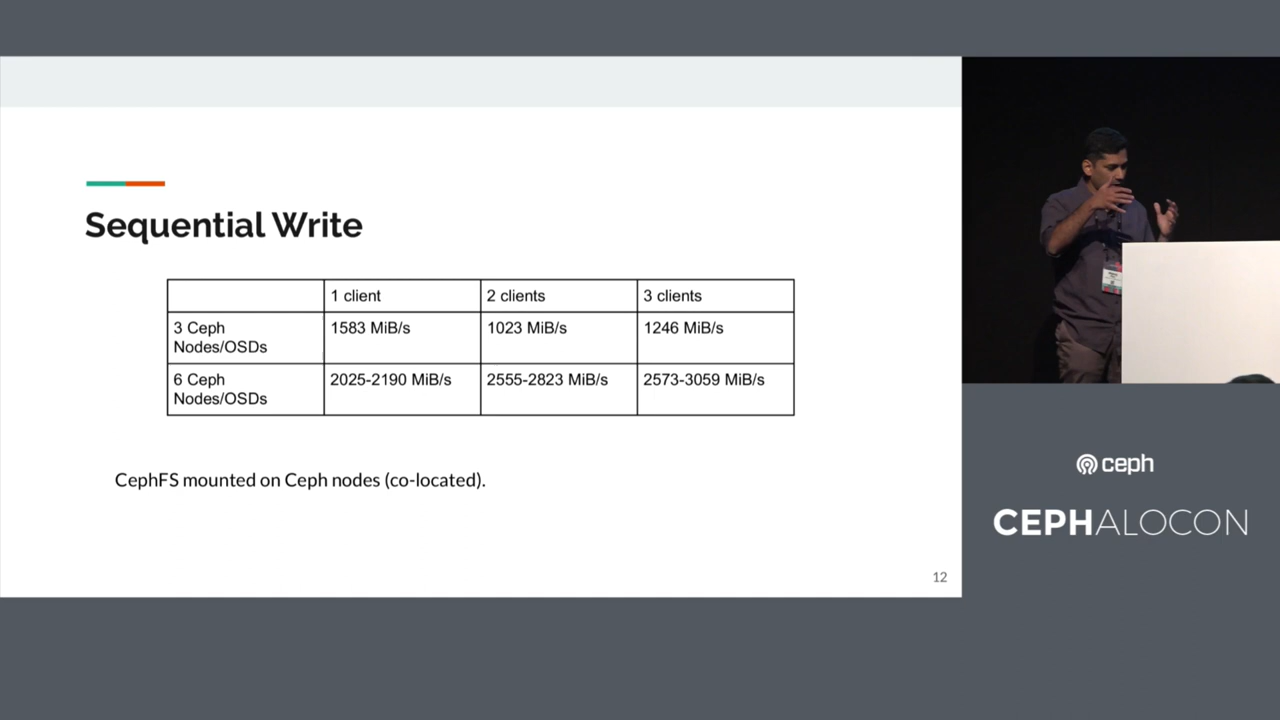 Sequential Write
1 client 2 clients 3 clients
3 Ceph 1583 MiB/s 1023 MiB/s 1246 MiB/s
Nodes/OSDs
6 Ceph 2025-2190 MiB/s 2555-2823 MiB/s 2573-3059 MiB/s
Nodes/OSDs
CephFS mounted on Ceph nodes (co-located).
12
ceph
CEPHALOCON